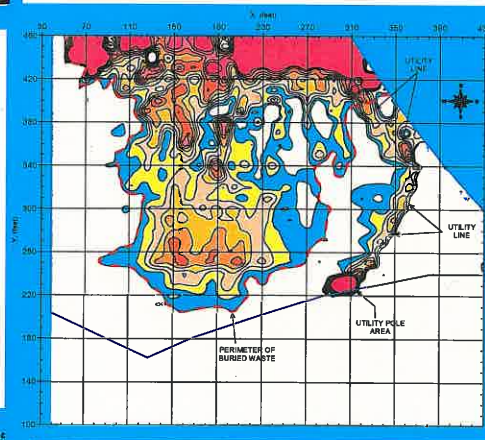 X, (feet)
30 70 110 150 190 230 270 310 350 390
460
420
380
340
300
260
220
180
140
100
Y, (feet)
UTILITY
LINE
UTILITY
LINE
UTILITY POLE
AREA
PERIMETER OF
BURIED WASTE